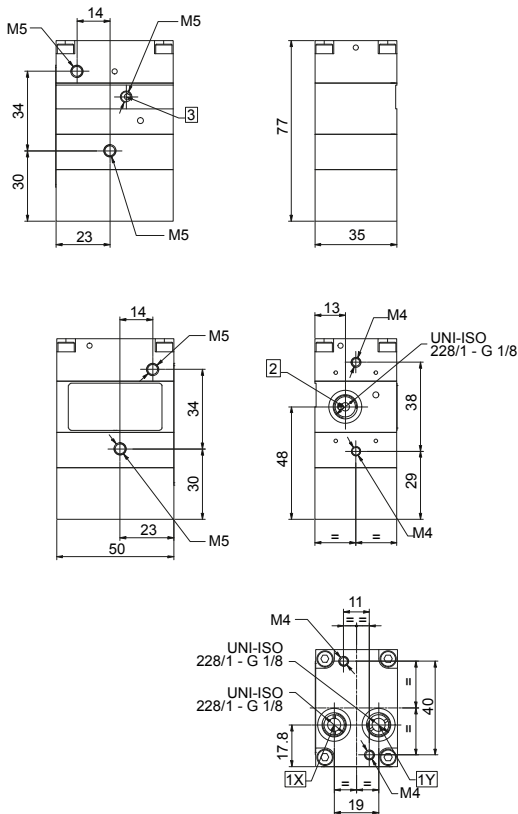 14
M5
M5
34
3
30
23
M5
77
35
14
M5
34
30
23
M5
50
13
M4
UNI-ISO
228/1 - G 1/8
2
38
48
29
M4
=
=
11
M4
=
=
UNI-ISO
228/1 - G 1/8
UNI-ISO
228/1 - G 1/8
=
40
=
17.8
1X
=
=
1Y
M4
19